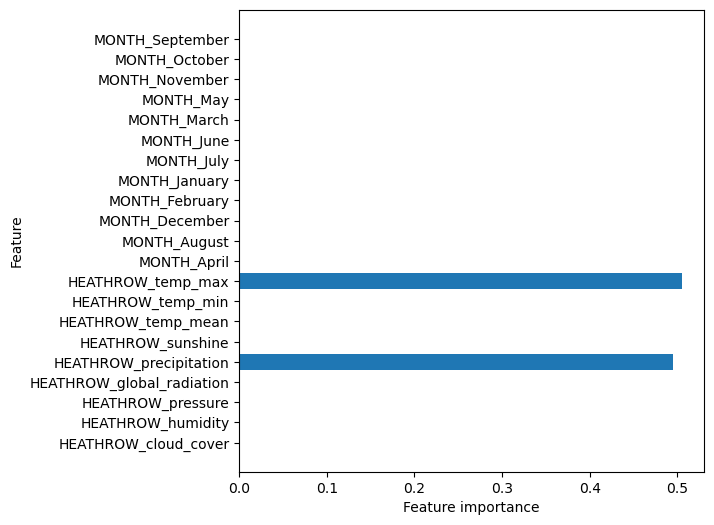 MONTH_September
MONTH_October
MONTH_November
MONTH_May
MONTH_March
MONTH_June
MONTH_July
MONTH_January
MONTH_February
MONTH_December
MONTH_August
MONTH_April
HEATHROW_temp_max
HEATHROW_temp_min
HEATHROW_temp_mean
HEATHROW_sunshine
HEATHROW_precipitation
HEATHROW_global_radiation
HEATHROW_pressure
HEATHROW_humidity
HEATHROW_cloud_cover
Feature
0.0 0.1 0.2 0.3 0.4 0.5
Feature importance